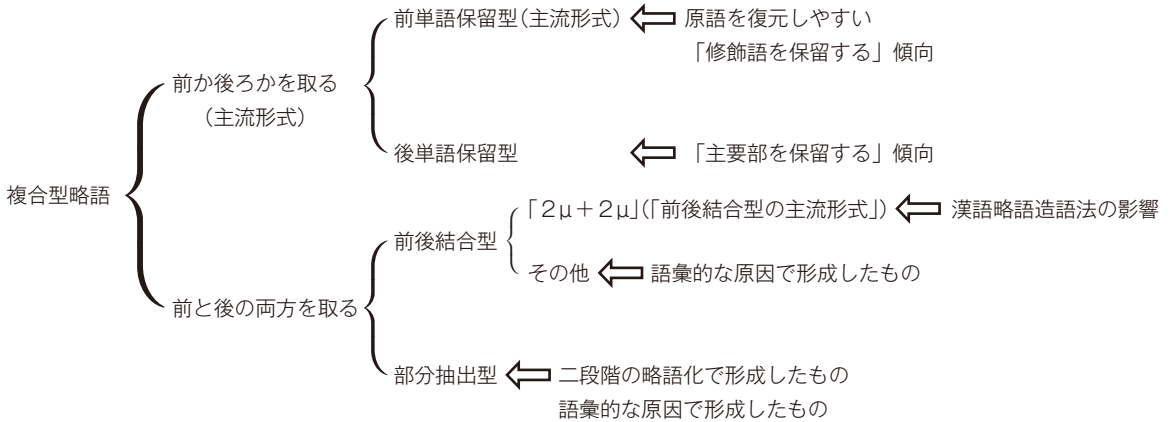 前単語保留型(主流形式) 原語を復元しやすい
「修飾語を保留する」傾向
前か後ろかを取る
（主流形式）
後単語保留型 「主要部を保留する」傾向
複合型略語
「２μ＋２μ」(「前後結合型の主流形式」) 漢語略語造語法の影響
前後結合型
その他 語彙的な原因で形成したもの
前と後の両方を取る
部分抽出型 二段階の略語化で形成したもの
語彙的な原因で形成したもの